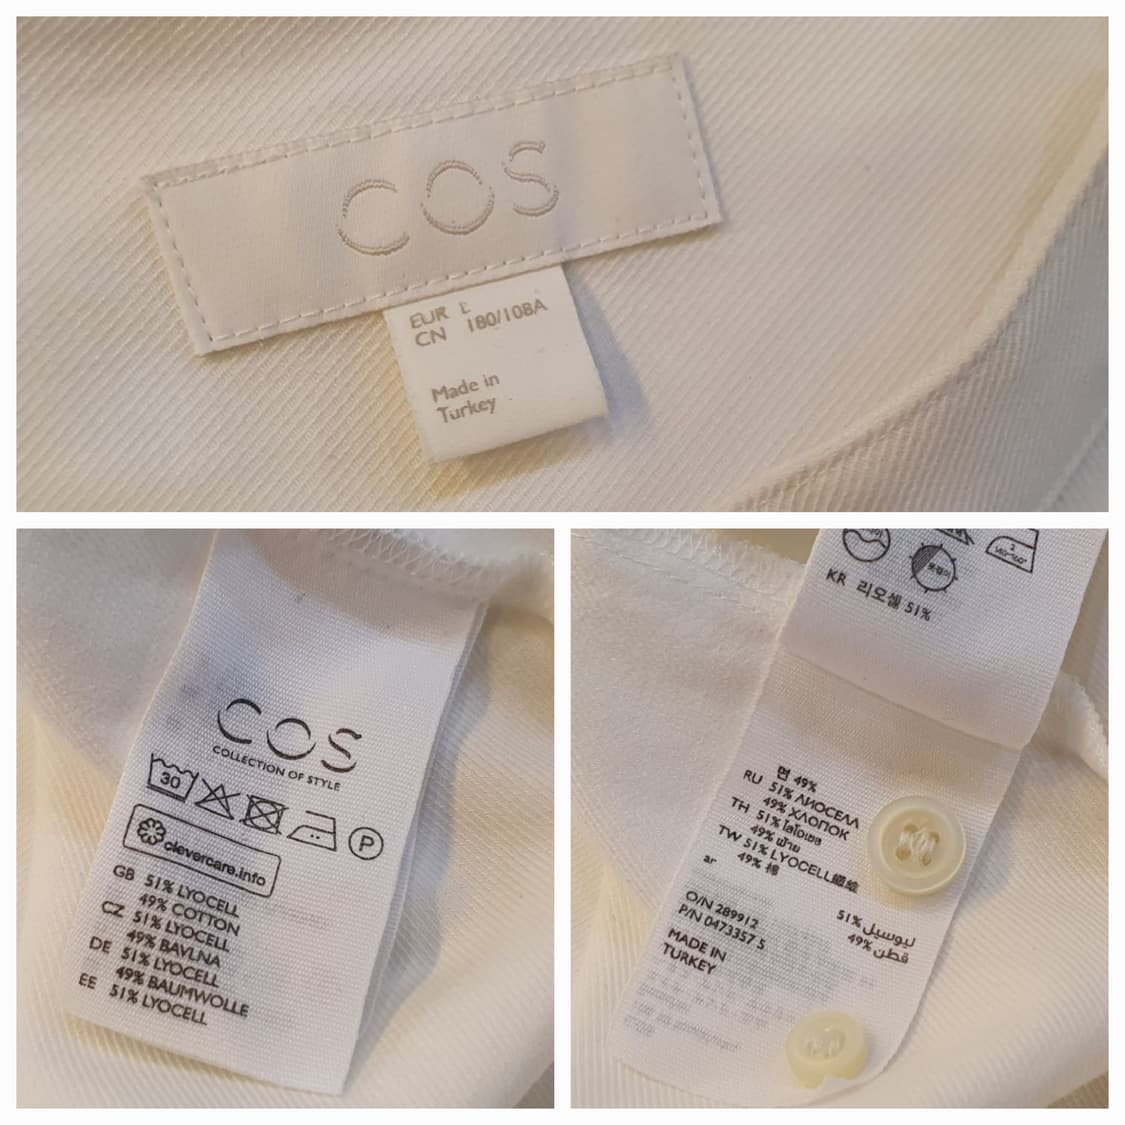 COS
EUR L
CN 180/108A
Made in
Turkey
COS
COLLECTION OF STYLE
30
P
clevercare.info
GB 51% LYOCELL
49% COTTON
CZ 51% LYOCELL
49% BAVLNA
DE 51% LYOCELL
49% BAUMWOLLE
EE 51% LYOCELL
KR 리오셀 51%
면 49%
RU 51% ЛИОСЕЛЛ
49% ХЛОПОК
TH 51% ไลโอเซลล์
49% ฝ้าย
TW 51% LYOCELL纖維
49% 棉
ar
51% ليوسيل
49% قطن
O/N 289912
P/N 0473357.5
MADE IN
TURKEY